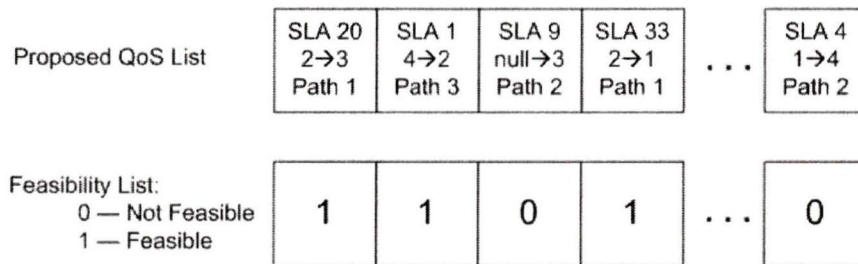 Proposed QoS List
SLA 20
2→3
Path 1
SLA 1
4→2
Path 3
SLA 9
null→3
Path 2
SLA 33
2→1
Path 1
. . .
SLA 4
1→4
Path 2
Feasibility List:
0 — Not Feasible
1 — Feasible
1
1
0
1
. . .
0